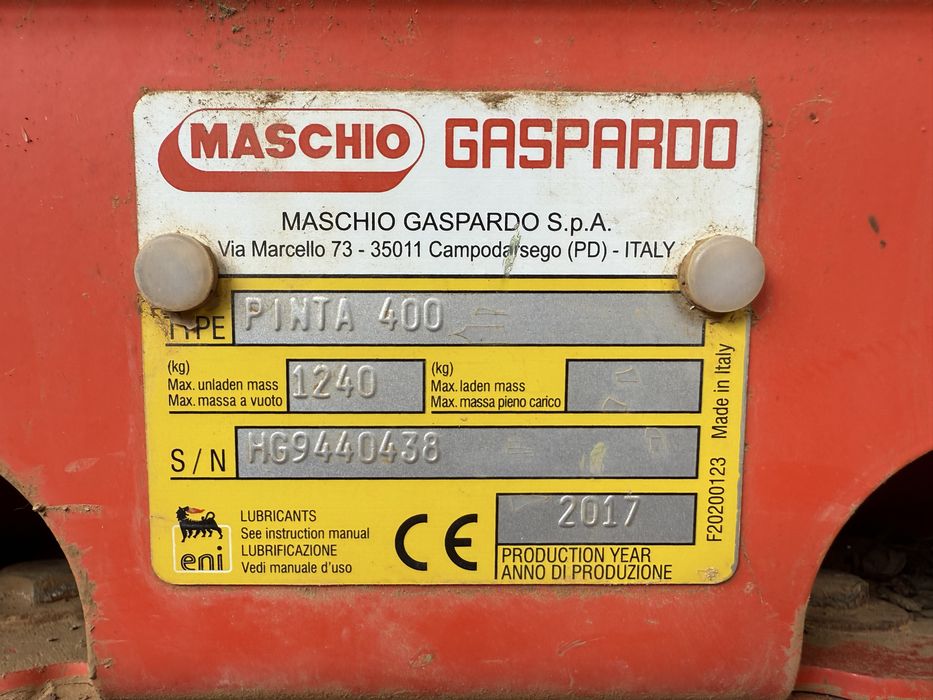 MASCHIO GASPARDO
MASCHIO GASPARDO S.p.A.
Via Marcello 73 - 35011 Campodarsego (PD) - ITALY
TYPE PINTA 400
(kg)
Max. unladen mass
Max. massa a vuoto
1240
(kg)
Max. laden mass
Max. massa pieno carico
S/N HG9440438
eni
LUBRICANTS
See instruction manual
LUBRIFICAZIONE
Vedi manuale d'uso
CE
2017
PRODUCTION YEAR
ANNO DI PRODUZIONE
F20200123 Made in Italy